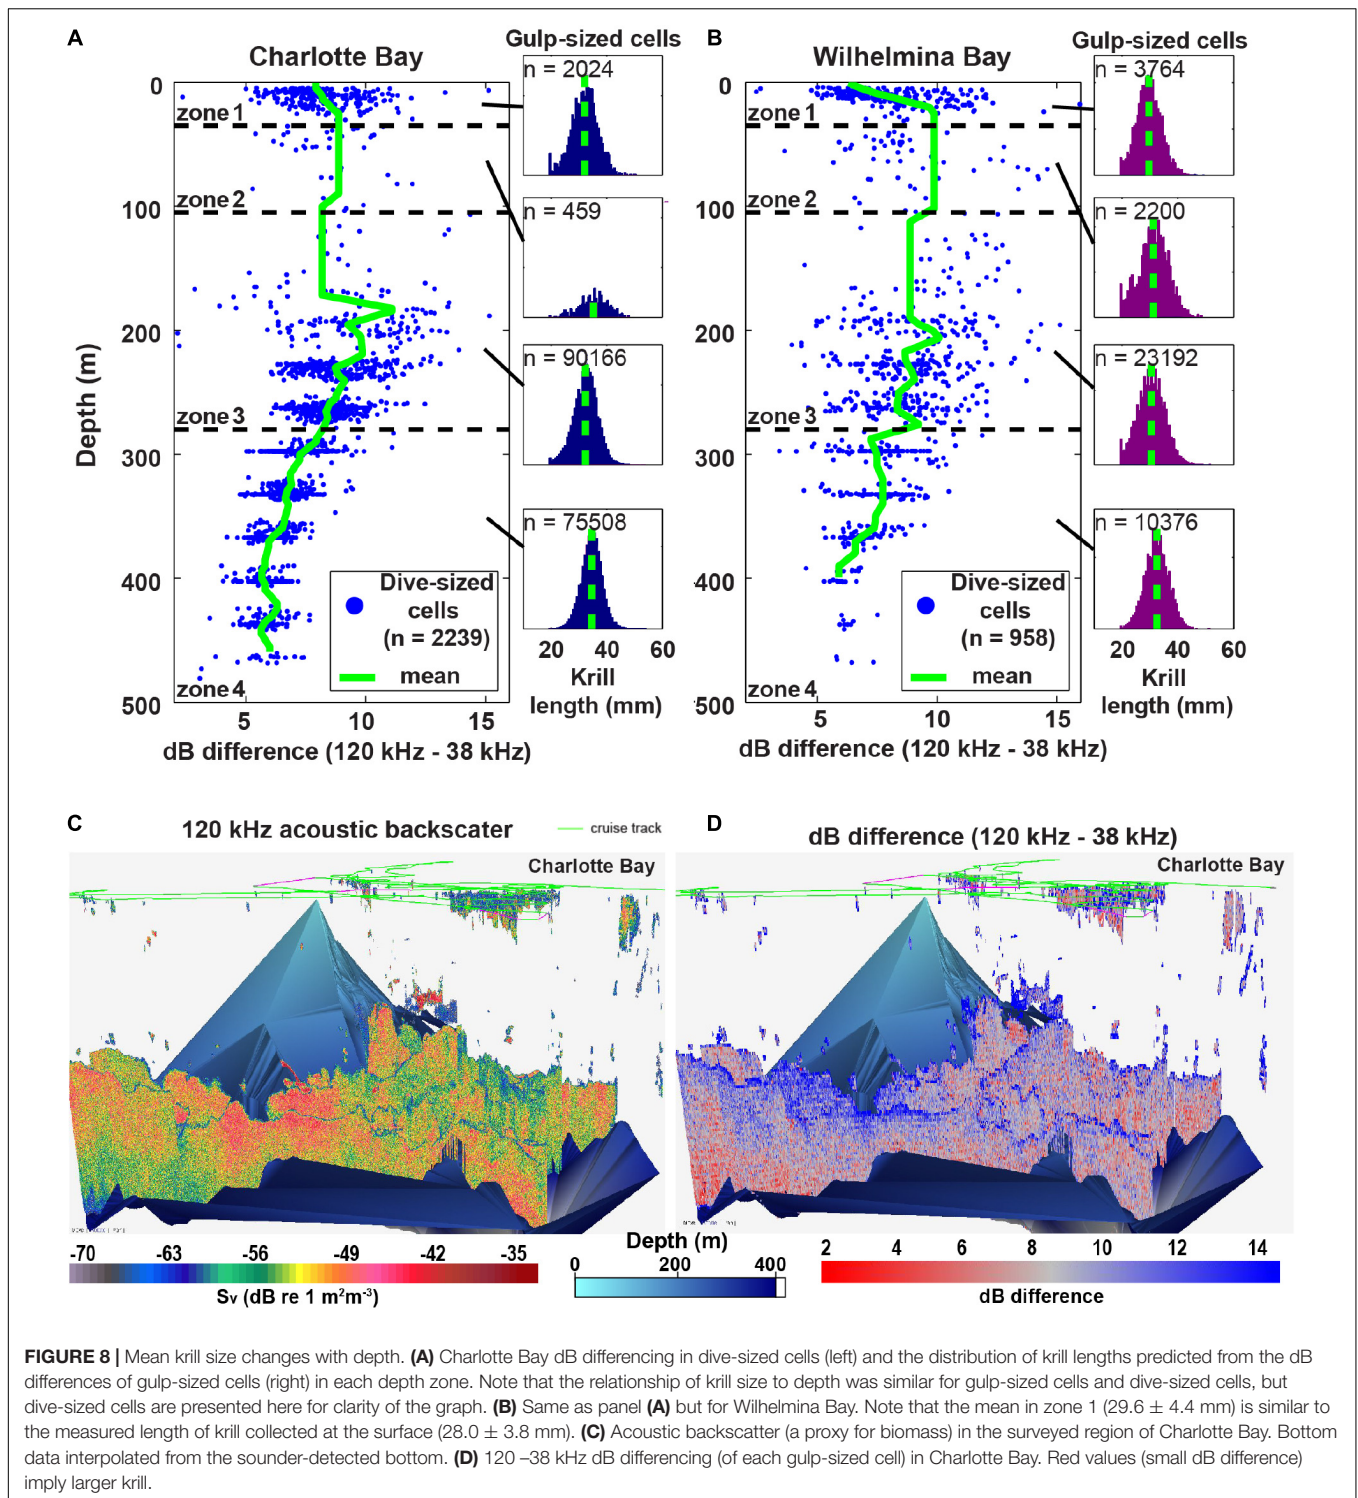 A
Charlotte Bay
Gulp-sized cells
B
Wilhelmina Bay
Gulp-sized cells
0
100
200
300
400
500
Depth (m)
zone 1
zone 2
zone 3
zone 4
n = 2024
n = 459
n = 90166
n = 75508
Dive-sized
cells
(n = 2239)
mean
5
10
15
dB difference (120 kHz - 38 kHz)
20
40
60
Krill
length (mm)
0
100
200
300
400
500
zone 1
zone 2
zone 3
zone 4
n = 3764
n = 2200
n = 23192
n = 10376
Dive-sized
cells
(n = 958)
mean
5
10
15
dB difference (120 kHz - 38 kHz)
20
40
60
Krill
length (mm)
C
120 kHz acoustic backscater
cruise track
Charlotte Bay
D
dB difference (120 kHz - 38 kHz)
Charlotte Bay
-70 -63 -56 -49 -42 -35
Sv (dB re 1 m²m⁻³)
Depth (m)
0 200 400
2 4 6 8 10 12 14
dB difference
FIGURE 8 | Mean krill size changes with depth. (A) Charlotte Bay dB differencing in dive-sized cells (left) and the distribution of krill lengths predicted from the dB
differences of gulp-sized cells (right) in each depth zone. Note that the relationship of krill size to depth was similar for gulp-sized cells and dive-sized cells, but
dive-sized cells are presented here for clarity of the graph. (B) Same as panel (A) but for Wilhelmina Bay. Note that the mean in zone 1 (29.6 ± 4.4 mm) is similar to
the measured length of krill collected at the surface (28.0 ± 3.8 mm). (C) Acoustic backscatter (a proxy for biomass) in the surveyed region of Charlotte Bay. Bottom
data interpolated from the sounder-detected bottom. (D) 120 –38 kHz dB differencing (of each gulp-sized cell) in Charlotte Bay. Red values (small dB difference)
imply larger krill.